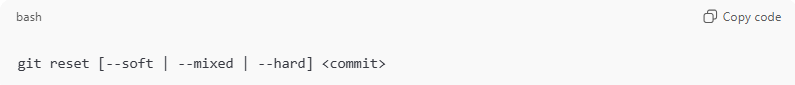 bash
Copy code
git reset [--soft | --mixed | --hard] <commit>